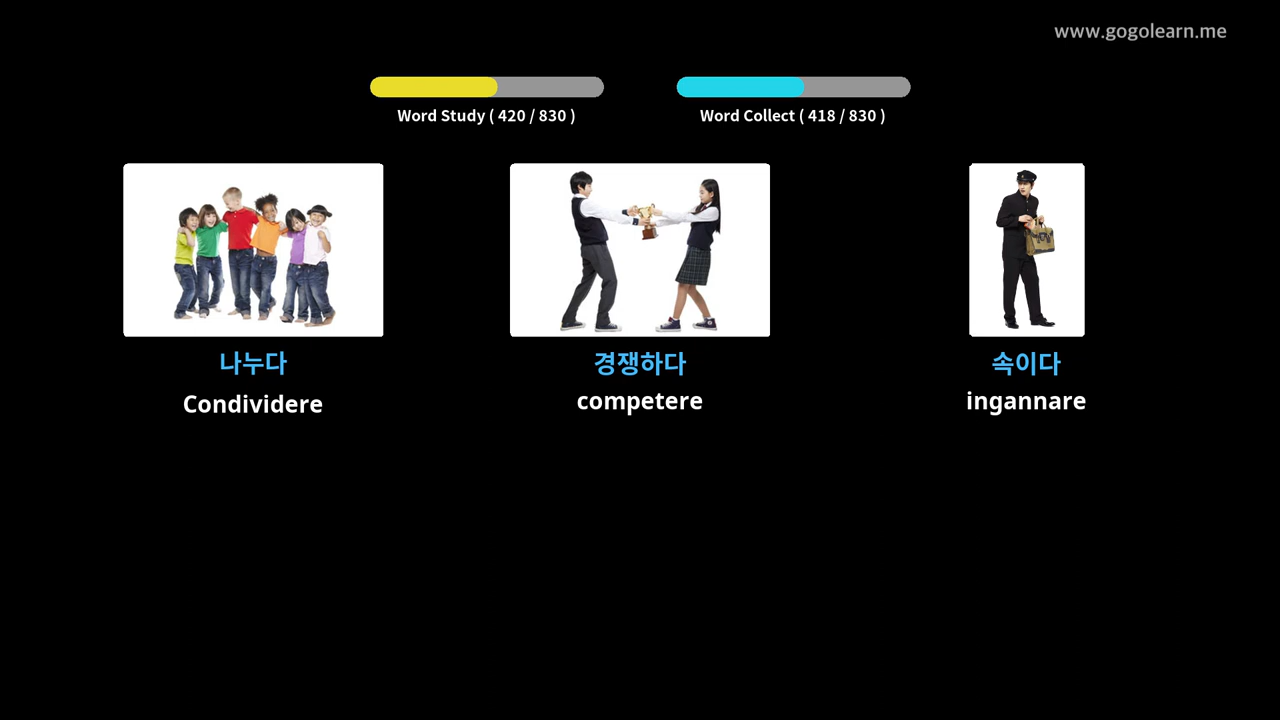 www.gogolearn.me
Word Study ( 420 / 830 )
Word Collect ( 418 / 830 )
나누다
경쟁하다
속이다
Condividere
competere
ingannare